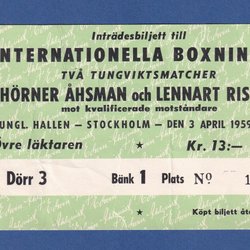 Inträdesbiljett till
INTERNATIONELLA BOXNIN
TVÅ TUNGVIKTSMATCHER
HÖRNER ÅHSMAN och LENNART RIS
mot kvalificerade motståndare
UNGL. HALLEN - STOCKHOLM - DEN 3 APRIL 1959
Övre läktaren Kr. 13:—
Dörr 3 Bänk 1 Plats Nº
Köpt biljett åte